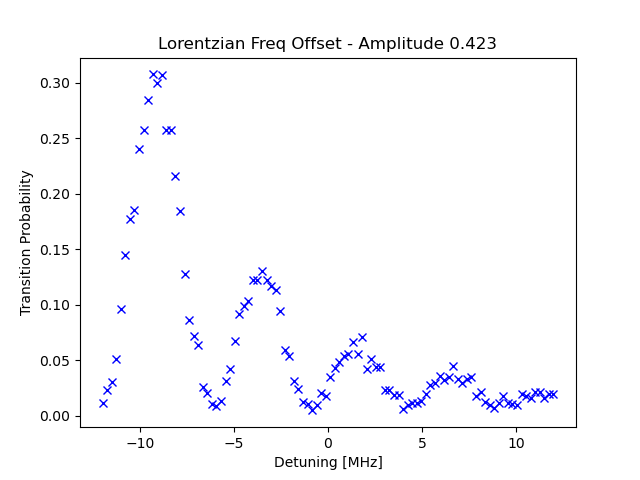 Lorentzian Freq Offset - Amplitude 0.423
Transition Probability
0.30
0.25
0.20
0.15
0.10
0.05
0.00
−10 −5 0 5 10
Detuning [MHz]